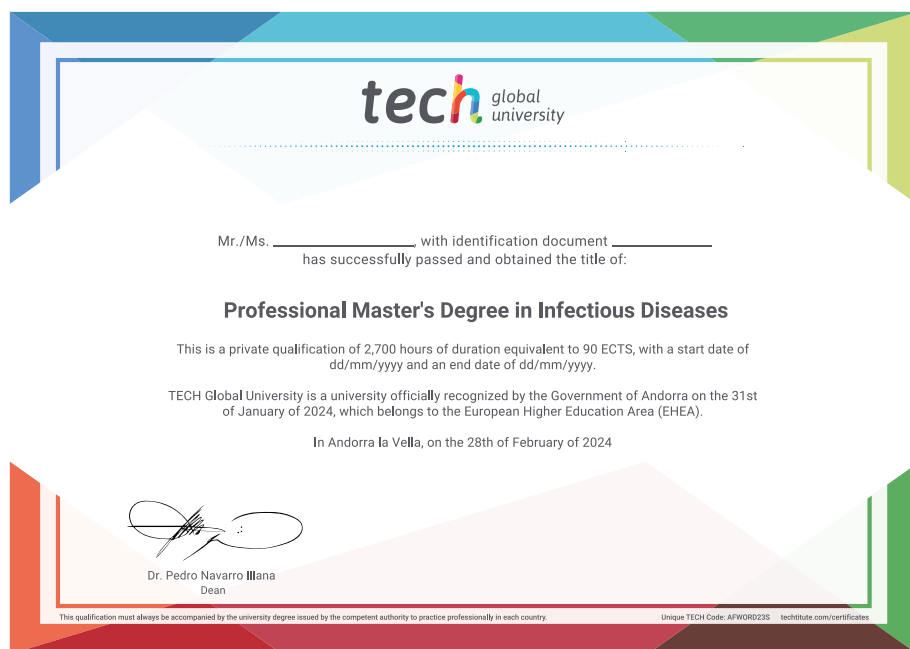 tech global university
Mr./Ms. ____________________, with identification document ______________
has successfully passed and obtained the title of:
Professional Master's Degree in Infectious Diseases
This is a private qualification of 2,700 hours of duration equivalent to 90 ECTS, with a start date of
dd/mm/yyyy and an end date of dd/mm/yyyy.
TECH Global University is a university officially recognized by the Government of Andorra on the 31st
of January of 2024, which belongs to the European Higher Education Area (EHEA).
In Andorra la Vella, on the 28th of February of 2024
Dr. Pedro Navarro Illana
Dean
This qualification must always be accompanied by the university degree issued by the competent authority to practice professionally in each country.
Unique TECH Code: AFWORD23S techtitute.com/certificates